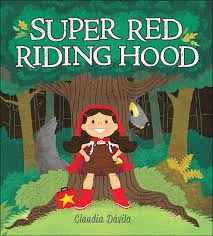 SUPER RED
RIDING HOOD
Claudia Dávila